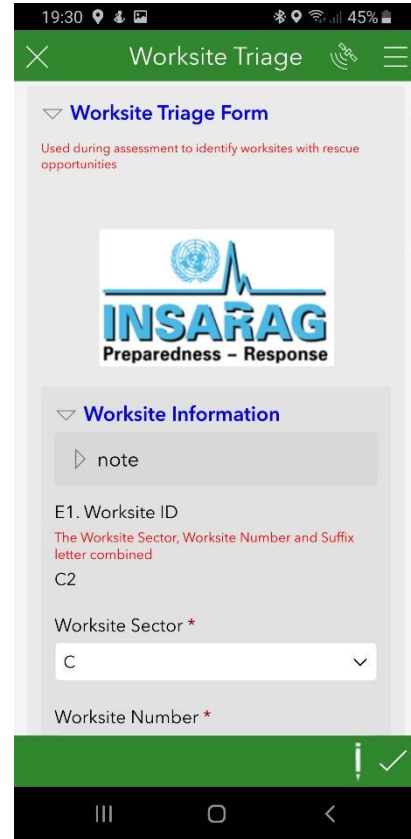 19:30 45%
Worksite Triage
Worksite Triage Form
Used during assessment to identify worksites with rescue
opportunities
INSARAG
Preparedness – Response
Worksite Information
note
E1. Worksite ID
The Worksite Sector, Worksite Number and Suffix
letter combined
C2
Worksite Sector *
C
Worksite Number *